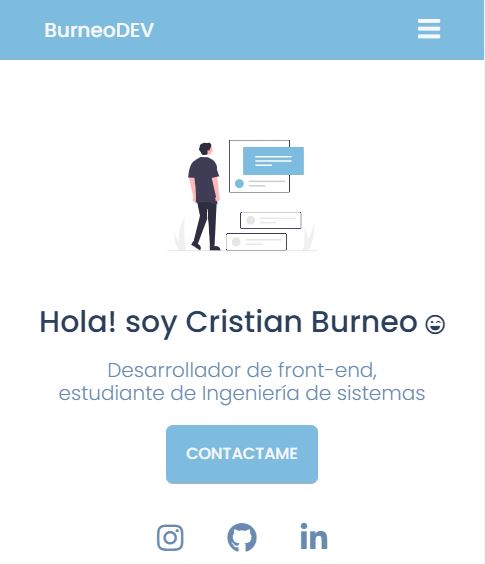 BurneoDEV
Hola! soy Cristian Burneo
Desarrollador de front-end,
estudiante de Ingeniería de sistemas
CONTACTAME
in